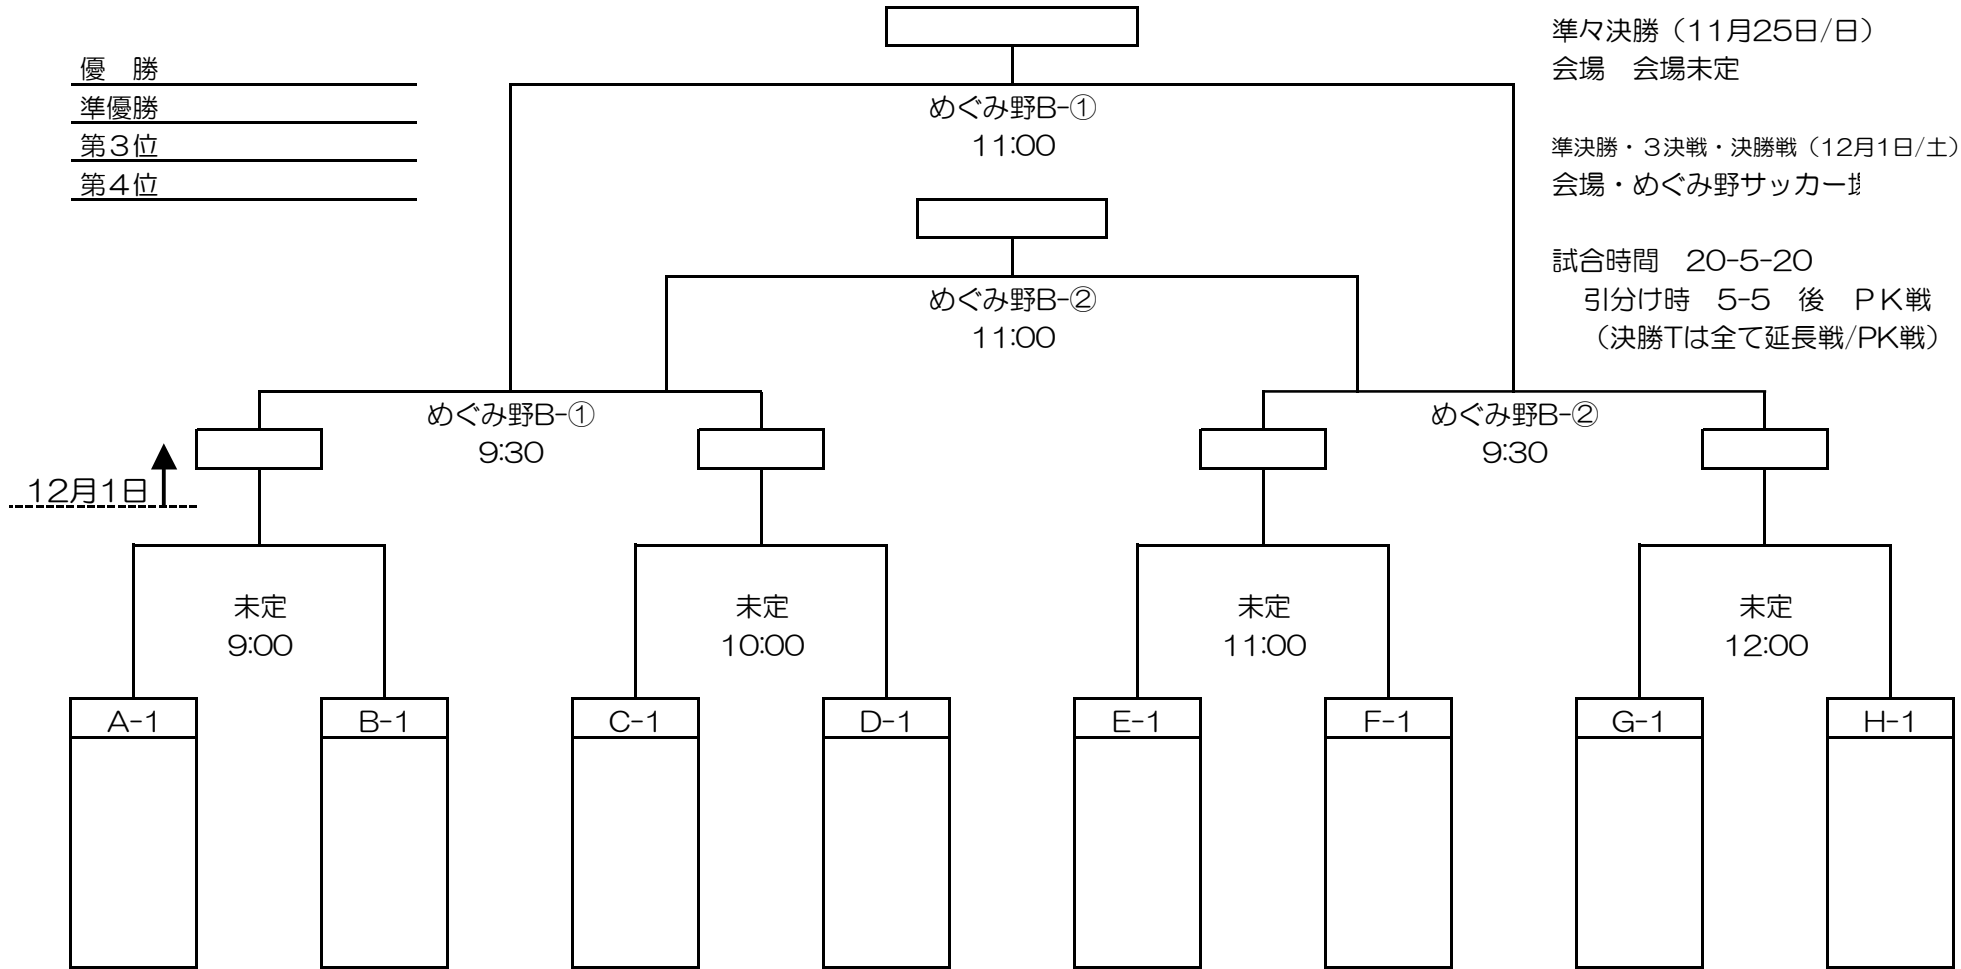 優　勝
準優勝
第３位
第４位
準々決勝（11月25日/日）
会場　会場未定
準決勝・３決戦・決勝戦（12月1日/土）
会場・めぐみ野サッカー場
試合時間　20-5-20
引分け時　5-5　後　ＰＫ戦
（決勝Tは全て延長戦/PK戦）
めぐみ野B-①
11:00
めぐみ野B-②
11:00
めぐみ野B-①
9:30
めぐみ野B-②
9:30
12月1日
未定
9:00
未定
10:00
未定
11:00
未定
12:00
A-1
B-1
C-1
D-1
E-1
F-1
G-1
H-1